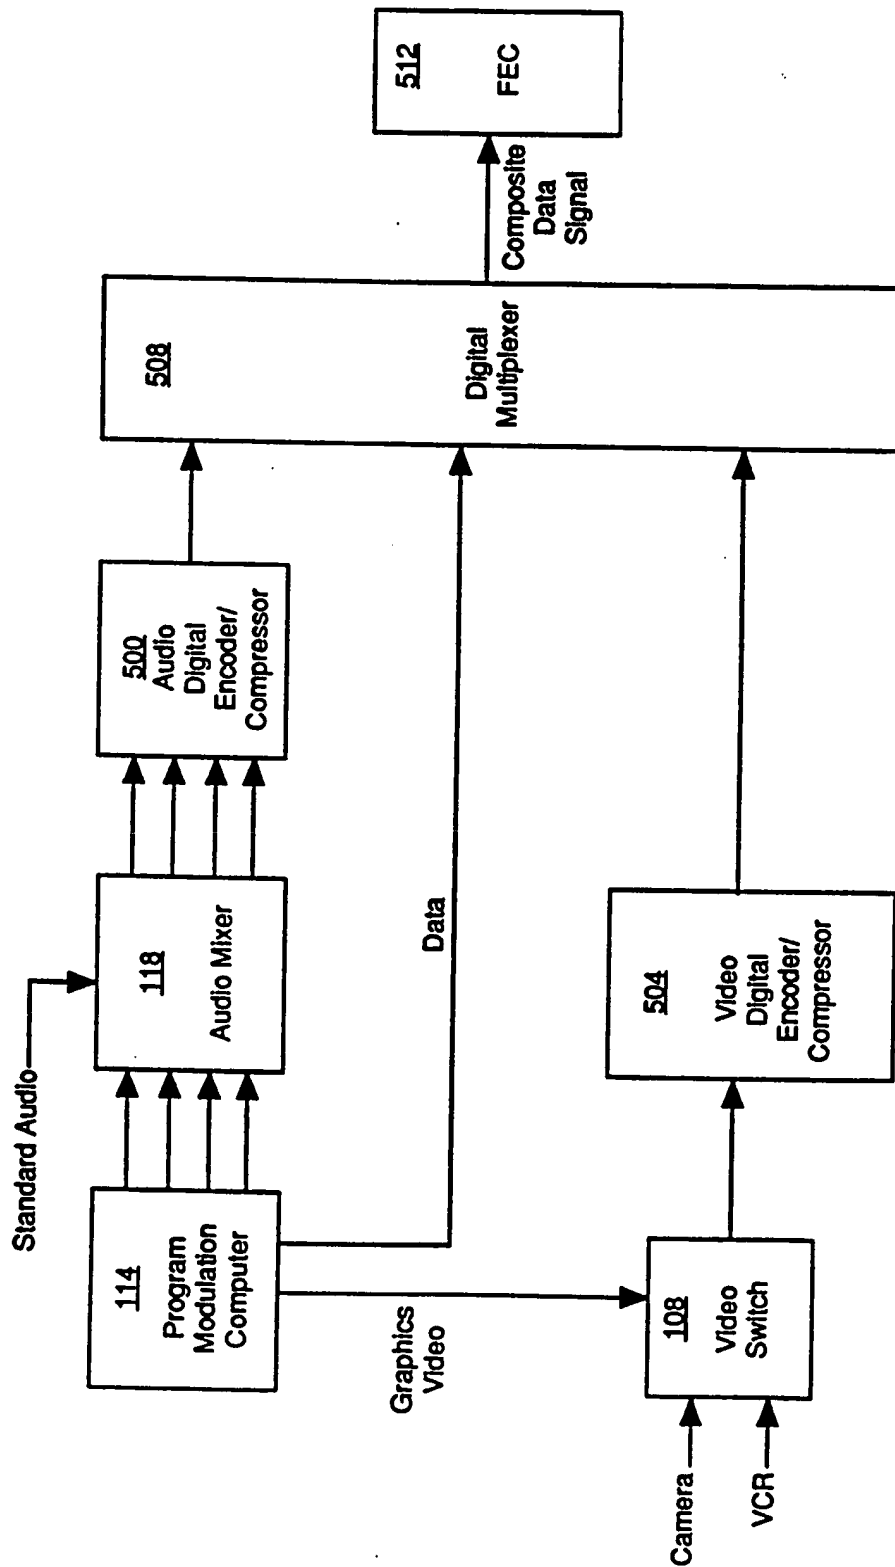 Standard Audio
114
Program
Modulation
Computer
118
Audio Mixer
500
Audio
Digital
Encoder/
Compressor
508
Digital
Multiplexer
Composite
Data
Signal
512
FEC
Data
Graphics
Video
Camera
VCR
108
Video
Switch
504
Video
Digital
Encoder/
Compressor